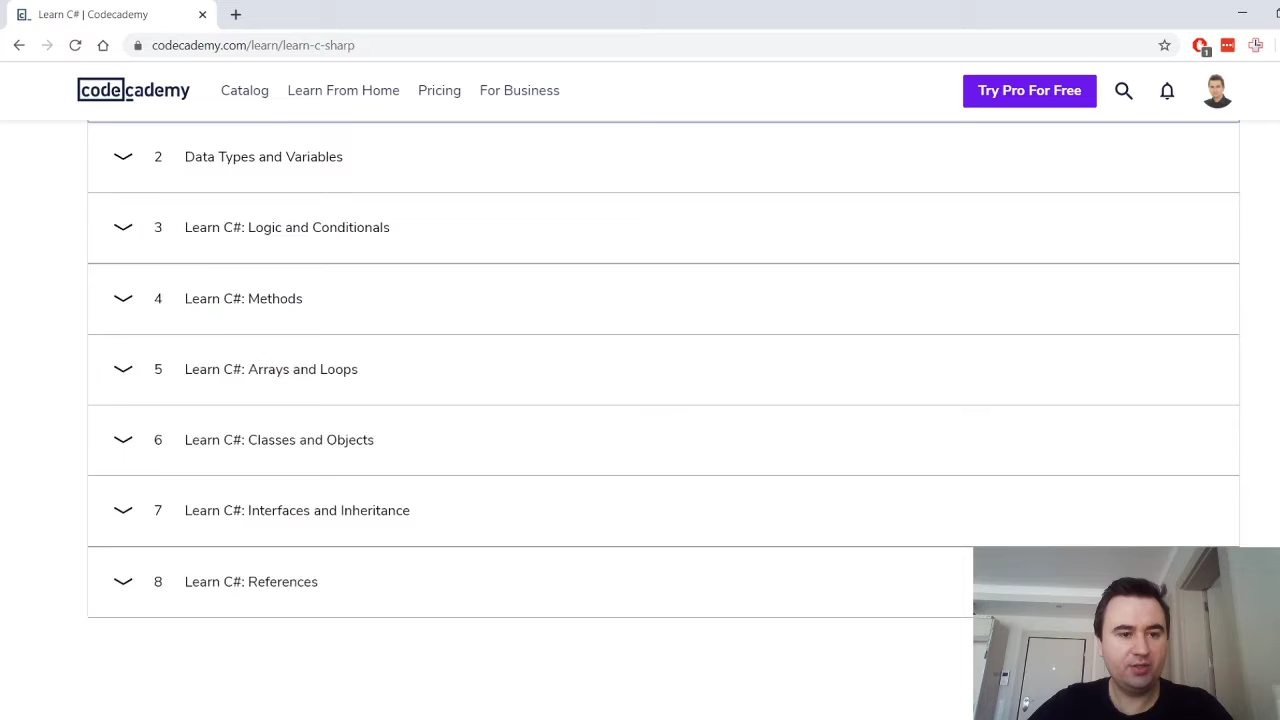 Learn C# | Codecademy
codecademy.com/learn/learn-c-sharp
1
codecademy
Catalog
Learn From Home
Pricing
For Business
Try Pro For Free
2 Data Types and Variables
3 Learn C#: Logic and Conditionals
4 Learn C#: Methods
5 Learn C#: Arrays and Loops
6 Learn C#: Classes and Objects
7 Learn C#: Interfaces and Inheritance
8 Learn C#: References